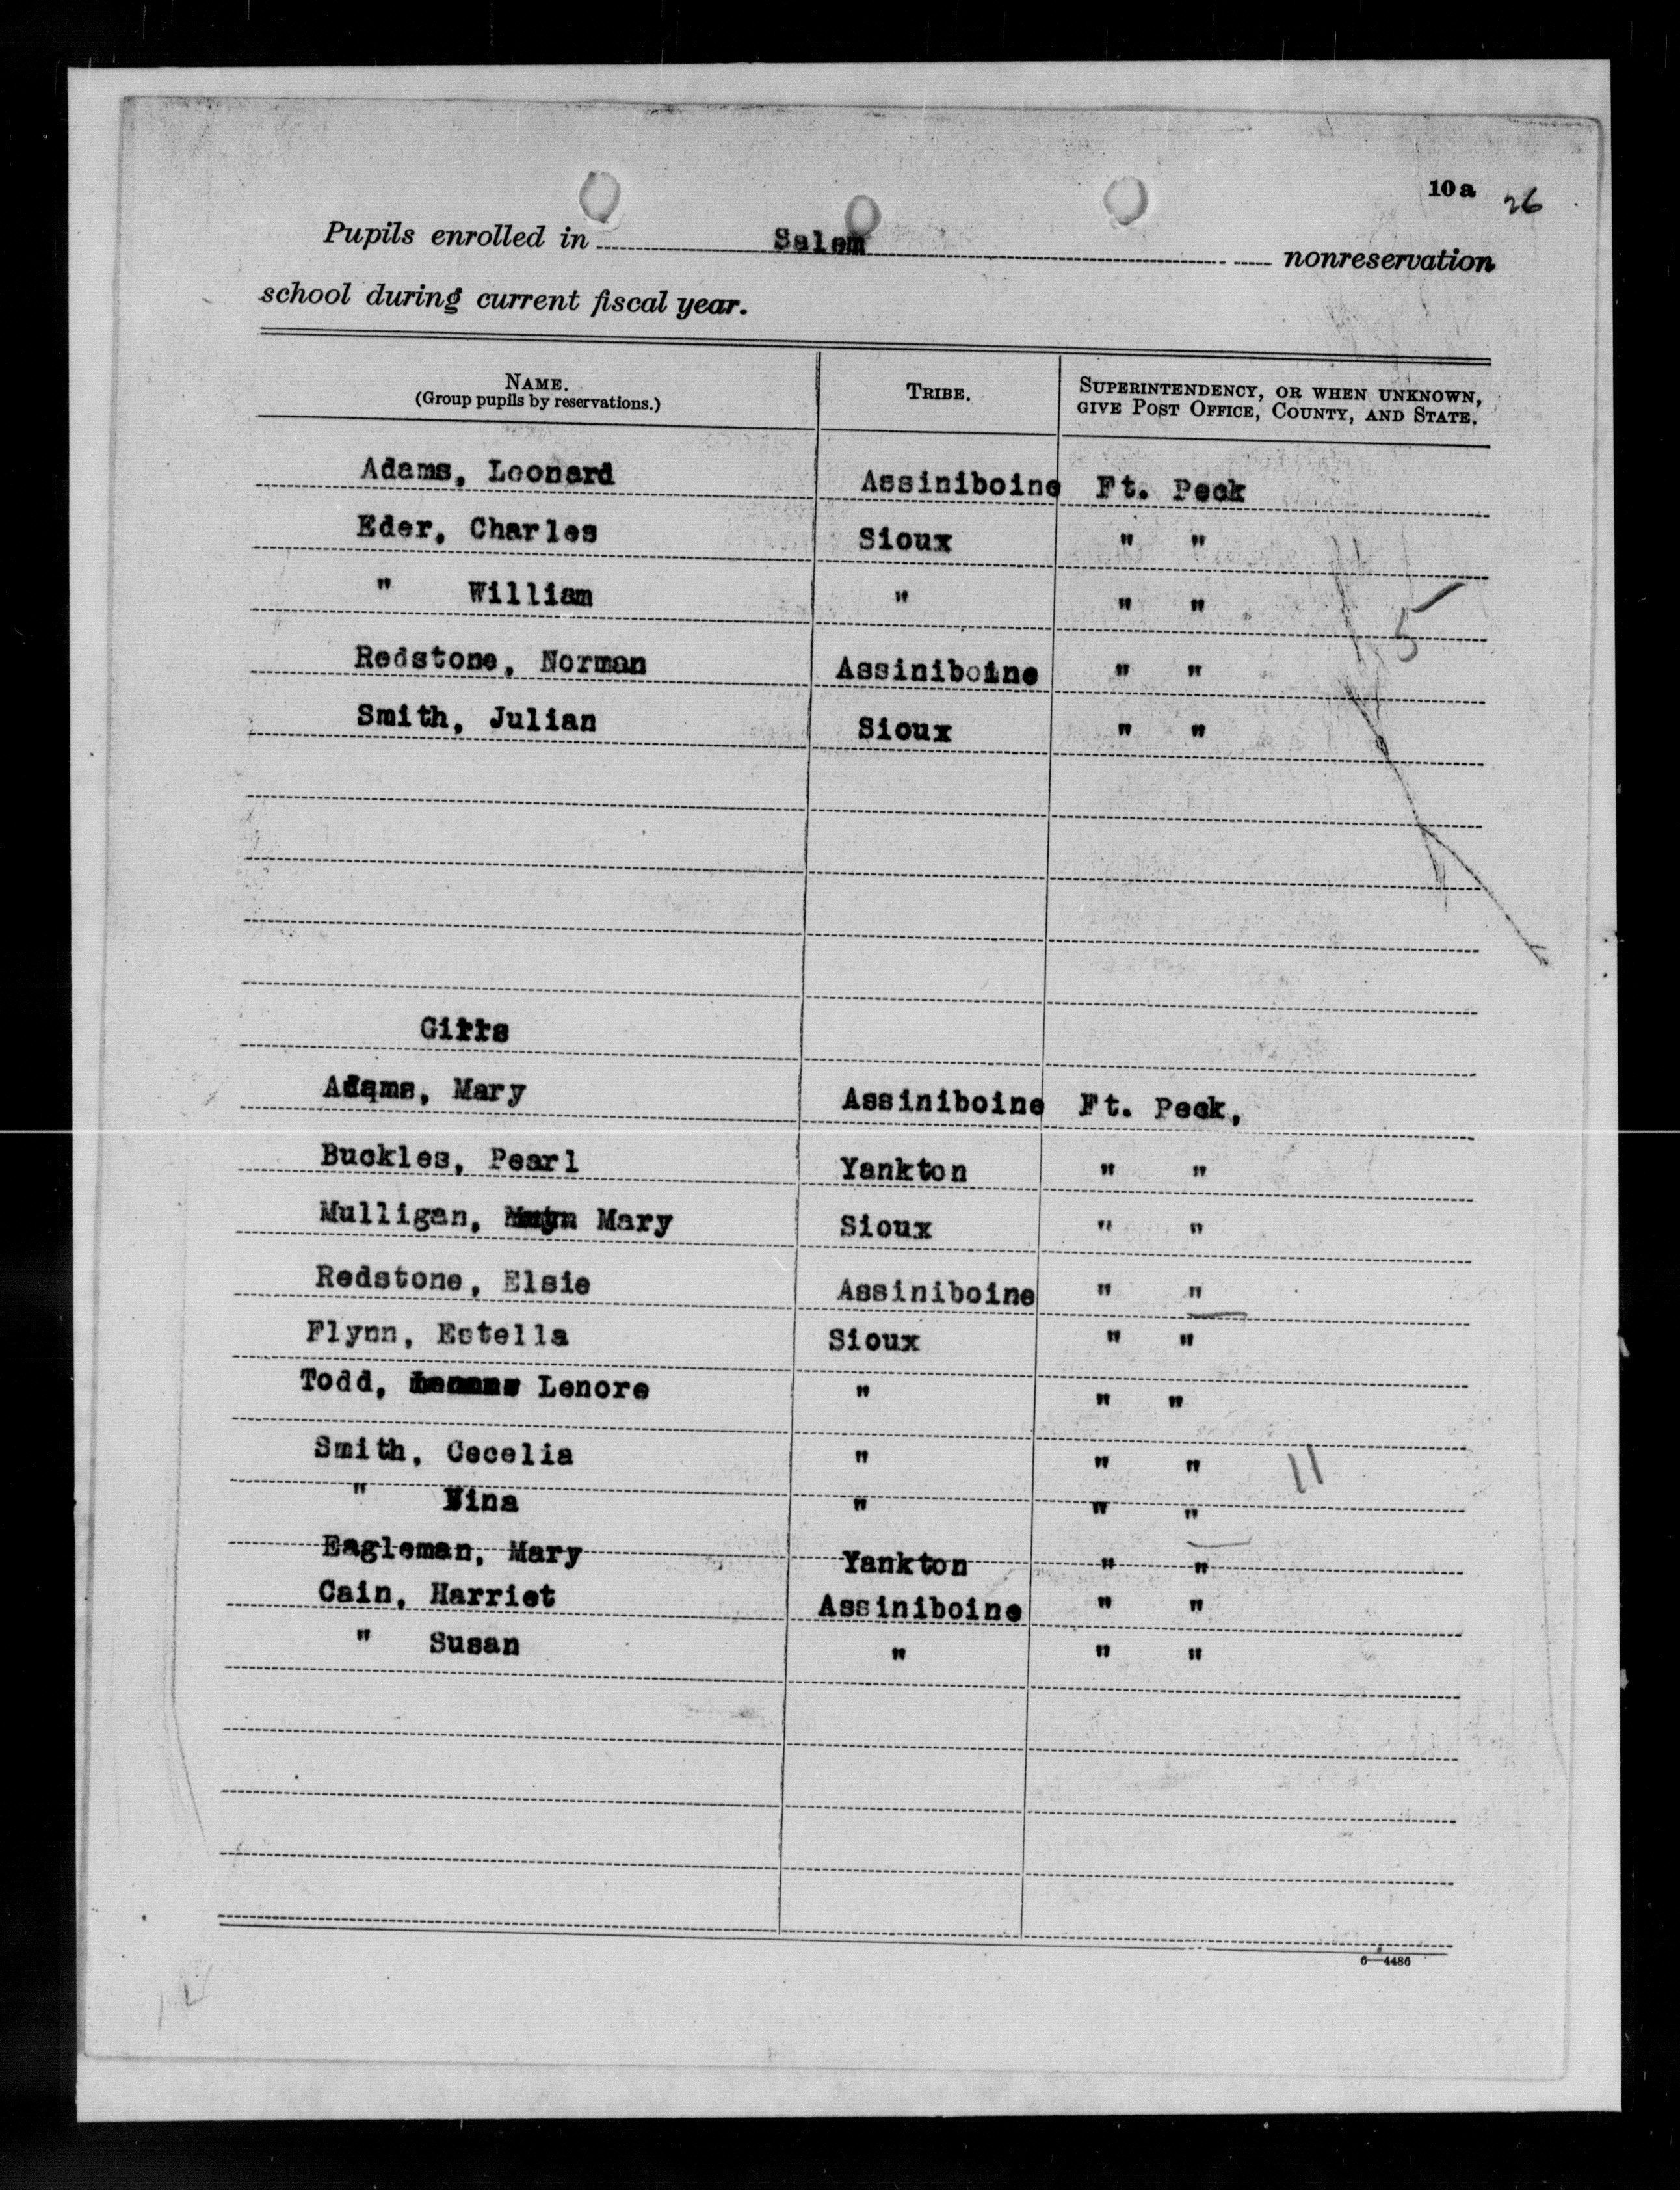 10a 26
Pupils enrolled in Salem nonreservation
school during current fiscal year.
NAME. TRIBE. SUPERINTENDENCY, OR WHEN UNKNOWN,
(Group pupils by reservations.) GIVE POST OFFICE, COUNTY, AND STATE.
Adams, Leonard Assiniboine Ft. Peck
Eder, Charles Sioux " "
" William " " "
5
Redstone, Norman Assiniboine " "
Smith, Julian Sioux " "
Girls
Adams, Mary Assiniboine Ft. Peck,
Buckles, Pearl Yankton " "
Mulligan, Mary Sioux " "
Redstone, Elsie Assiniboine " "
Flynn, Estella Sioux " "
Todd, Lenore " " "
Smith, Cecelia " " " 11
" Nina " " "
Eagleman, Mary Yankton " "
Cain, Harriet Assiniboine " "
" Susan " " "
6—4486